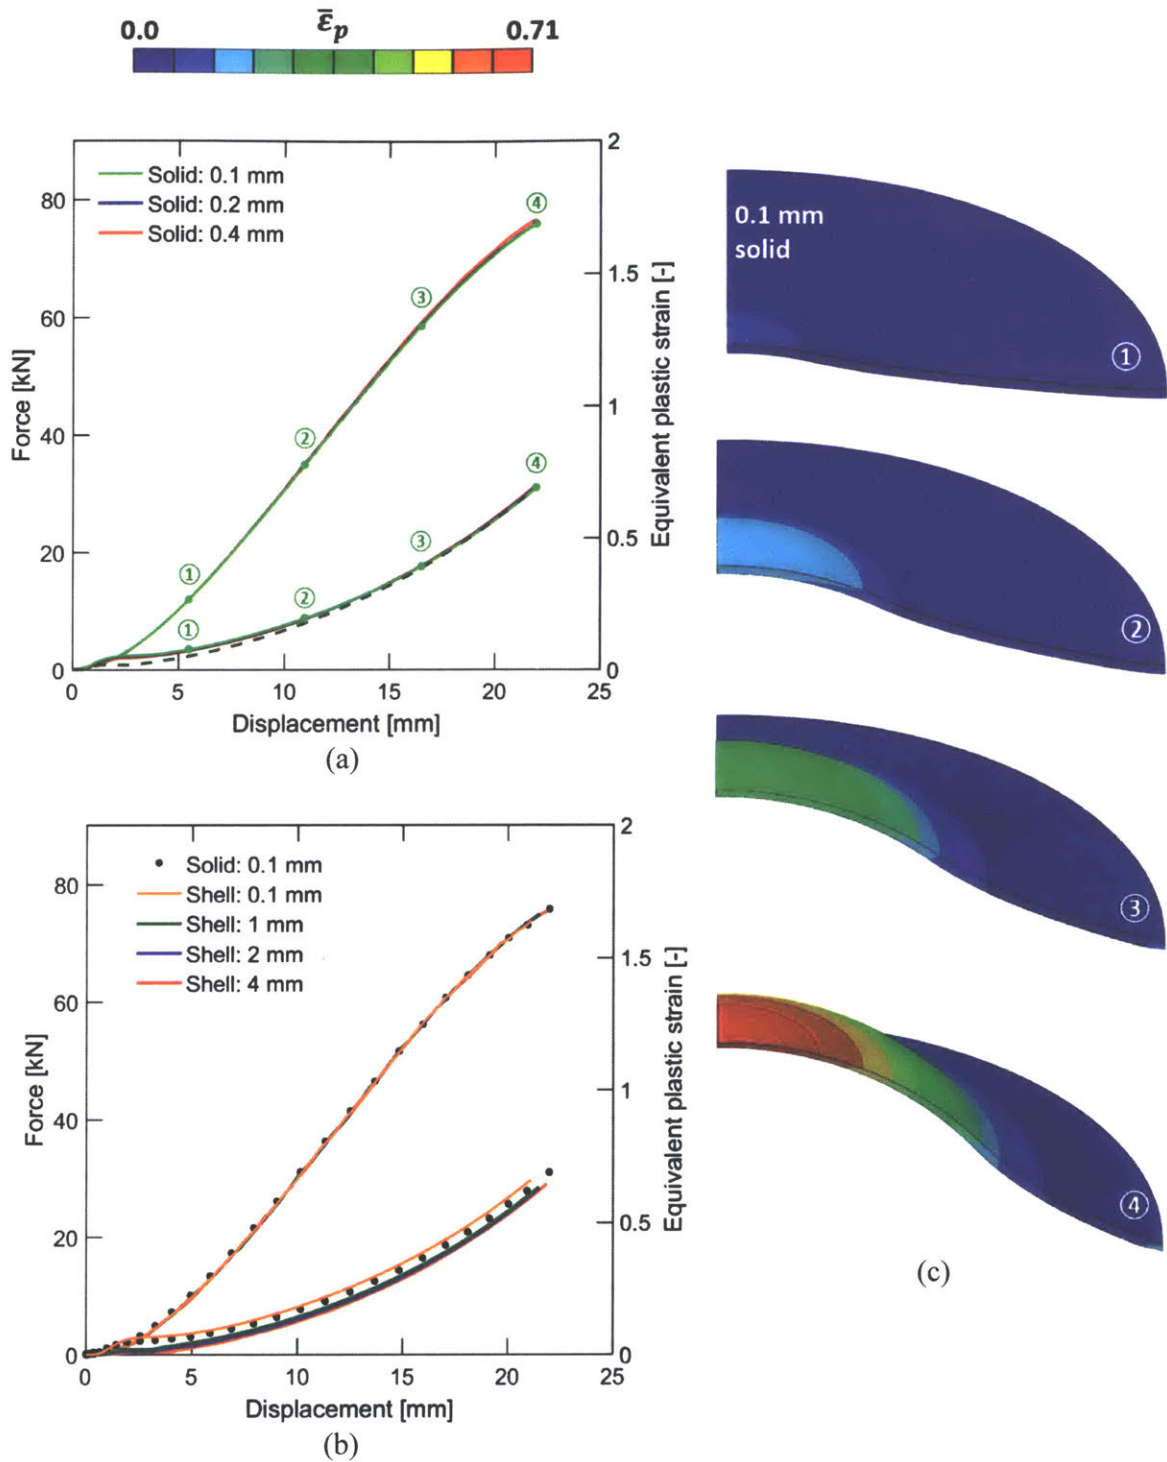 0.0 ε̄ₚ 0.71
2
Solid: 0.1 mm
Solid: 0.2 mm
Solid: 0.4 mm
80
60
40
20
0
Force [kN]
1.5
1
0.5
0
Equivalent plastic strain [-]
①
②
③
④
①
②
③
④
0 5 10 15 20 25
Displacement [mm]
(a)
2
Solid: 0.1 mm
Shell: 0.1 mm
Shell: 1 mm
Shell: 2 mm
Shell: 4 mm
80
60
40
20
0
Force [kN]
1.5
1
0.5
0
Equivalent plastic strain [-]
0 5 10 15 20 25
Displacement [mm]
(b)
0.1 mm
solid
①
②
③
④
(c)